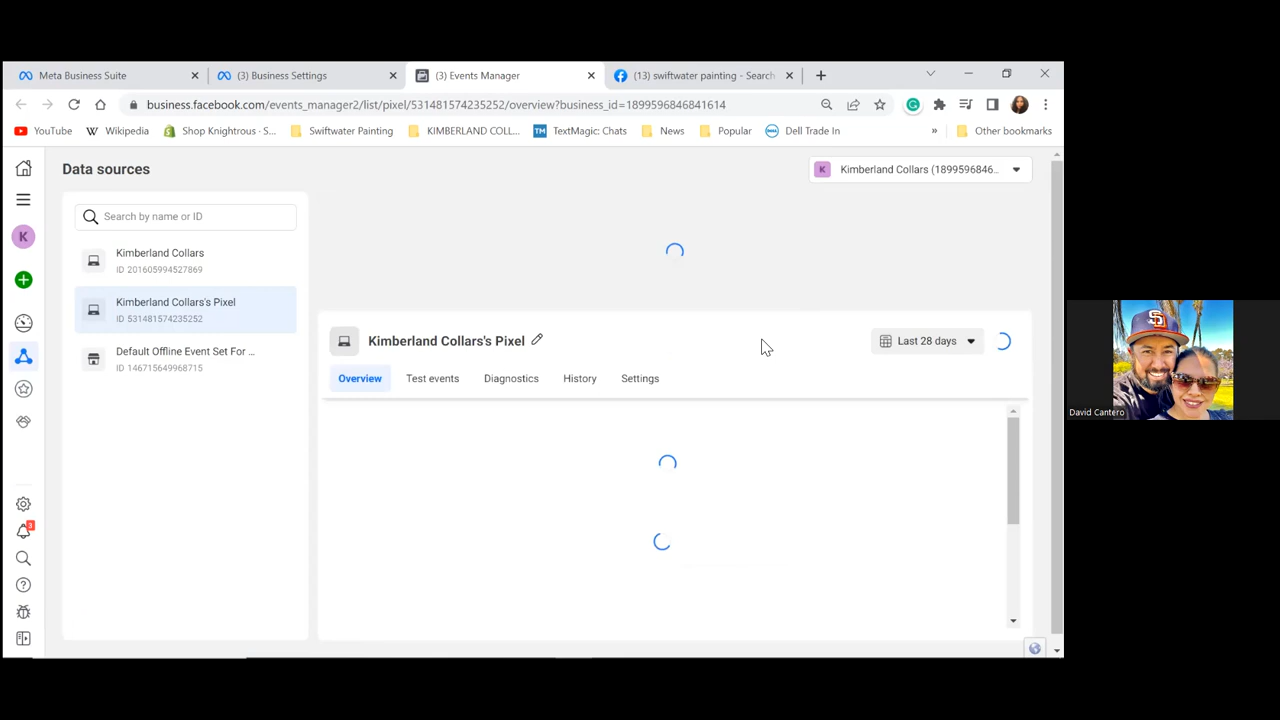 Meta Business Suite
(3) Business Settings
(3) Events Manager
(13) swiftwater painting - Search
business.facebook.com/events_manager2/list/pixel/531481574235252/overview?business_id=1899596846841614
YouTube
Wikipedia
Shop Knightrous - S...
Swiftwater Painting
KIMBERLAND COLL...
TM
TextMagic: Chats
News
Popular
DELL
Dell Trade In
»
Other bookmarks
Data sources
K
Kimberland Collars (1899596846...
Search by name or ID
K
Kimberland Collars
ID 201605994527869
Kimberland Collars's Pixel
ID 531481574235252
Default Offline Event Set For ...
ID 146715649968715
Kimberland Collars's Pixel
Last 28 days
Overview
Test events
Diagnostics
History
Settings
3
David Cantero